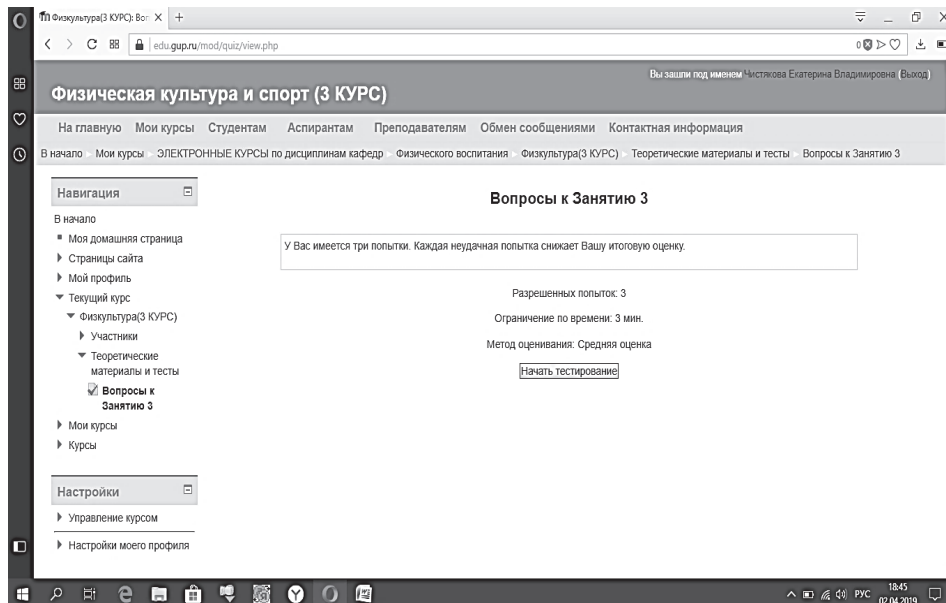 Физкультура(3 КУРС): Воп
edu.gup.ru/mod/quiz/view.php
Вы зашли под именем Чистякова Екатерина Владимировна (Выход)
Физическая культура и спорт (3 КУРС)
На главную Мои курсы Студентам Аспирантам Преподавателям Обмен сообщениями Контактная информация
В начало Мои курсы ЭЛЕКТРОННЫЕ КУРСЫ по дисциплинам кафедр Физического воспитания Физкультура(3 КУРС) Теоретические материалы и тесты Вопросы к Занятию 3
Навигация
В начало
Моя домашняя страница
Страницы сайта
Мой профиль
Текущий курс
Физкультура(3 КУРС)
Участники
Теоретические
материалы и тесты
Вопросы к
Занятию 3
Мои курсы
Курсы
Настройки
Управление курсом
Настройки моего профиля
Вопросы к Занятию 3
У Вас имеется три попытки. Каждая неудачная попытка снижает Вашу итоговую оценку.
Разрешенных попыток: 3
Ограничение по времени: 3 мин.
Метод оценивания: Средняя оценка
Начать тестирование
РУС
18:45
02.04.2019